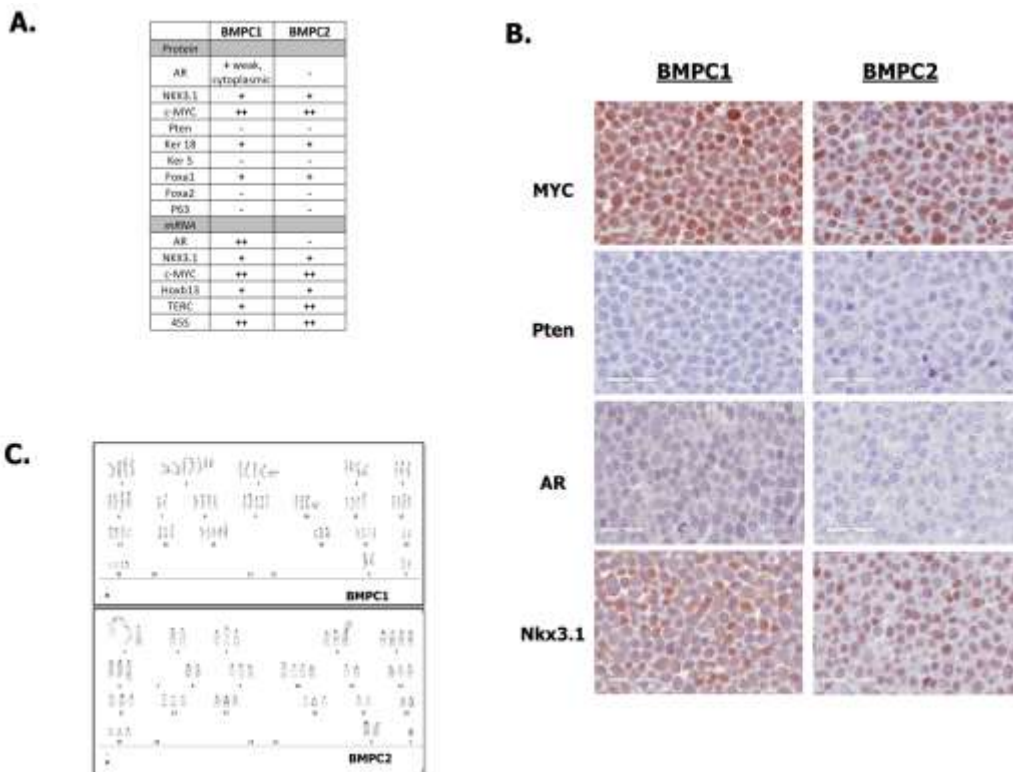 A.
BMPC1 BMPC2
Protein
AR + weak, cytoplasmic -
NKX3.1 + +
c-MYC ++ ++
Pten - -
Ker 18 + +
Ker 5 - -
Foxa1 + +
Foxa2 - -
P63 - -
mRNA
AR ++ -
NKX3.1 + +
c-MYC ++ ++
Hoxb13 + +
TERC + ++
45S ++ ++
B.
BMPC1 BMPC2
MYC
Pten
AR
Nkx3.1
C.
BMPC1
BMPC2